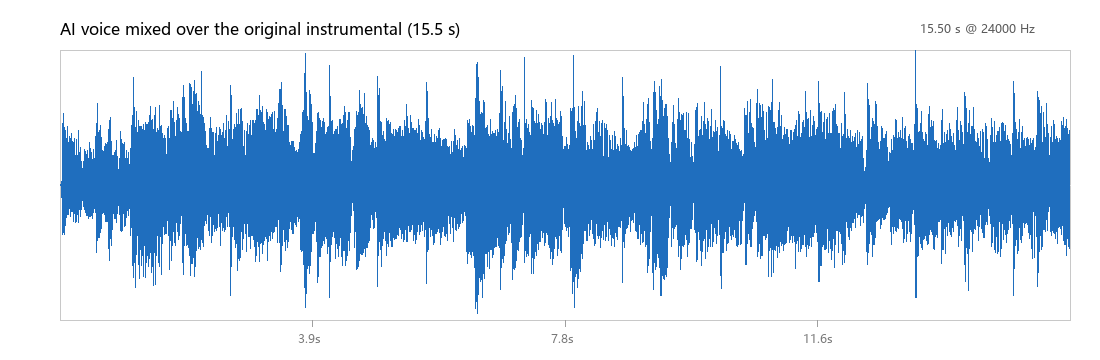 AI voice mixed over the original instrumental (15.5 s)
15.50 s @ 24000 Hz
3.9s
7.8s
11.6s